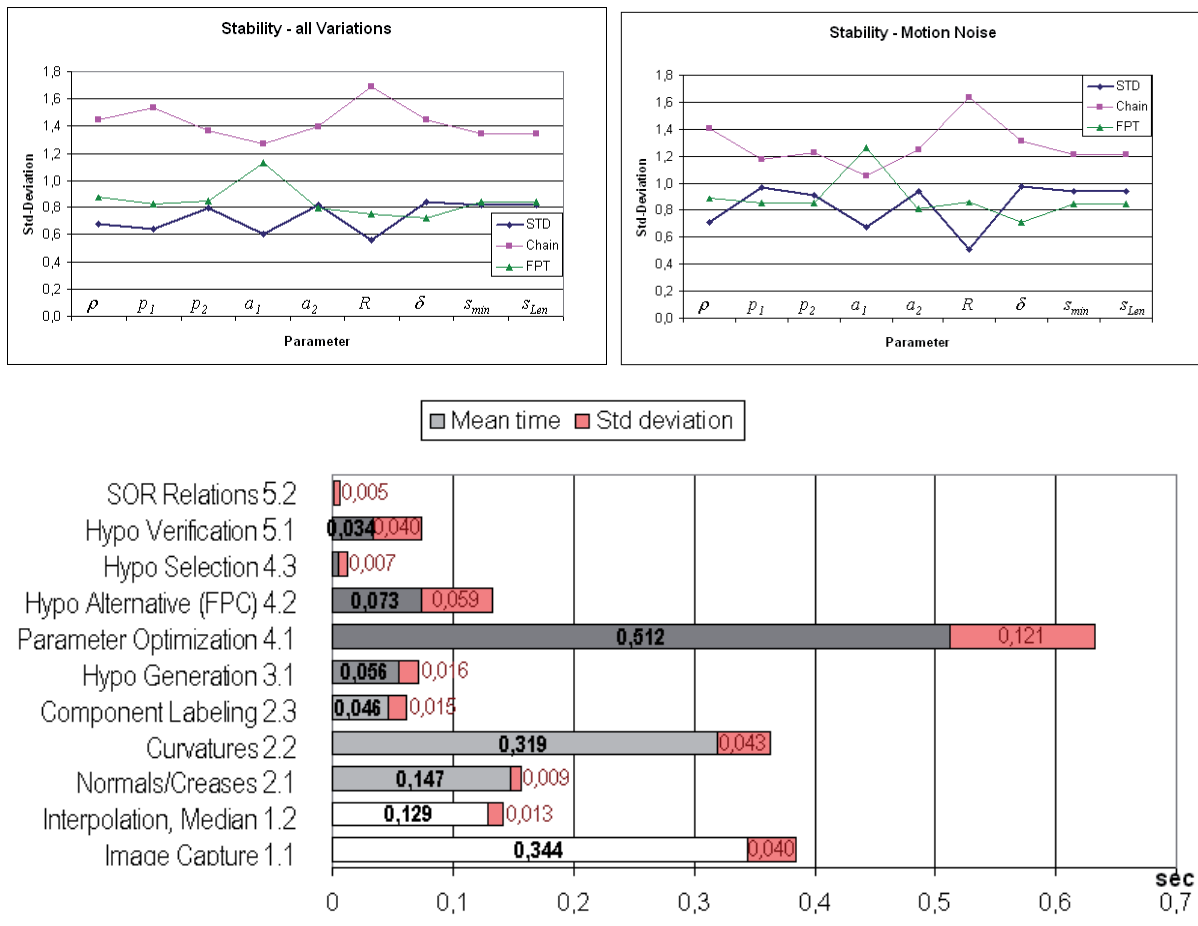 Stability - all Variations
Std-Deviation
1,8
1,6
1,4
1,2
1,0
0,8
0,6
0,4
0,2
0,0
STD
Chain
FPT
ρ p1 p2 a1 a2 R δ smin sLen
Parameter
Stability - Motion Noise
Std-Deviation
1,8
1,6
1,4
1,2
1,0
0,8
0,6
0,4
0,2
0,0
STD
Chain
FPT
ρ p1 p2 a1 a2 R δ smin sLen
Parameter
Mean time Std deviation
SOR Relations 5.2 0,005
Hypo Verification 5.1 0,034 0,040
Hypo Selection 4.3 0,007
Hypo Alternative (FPC) 4.2 0,073 0,059
Parameter Optimization 4.1 0,512 0,121
Hypo Generation 3.1 0,056 0,016
Component Labeling 2.3 0,046 0,015
Curvatures 2.2 0,319 0,043
Normals/Creases 2.1 0,147 0,009
Interpolation, Median 1.2 0,129 0,013
Image Capture 1.1 0,344 0,040
sec
0 0,1 0,2 0,3 0,4 0,5 0,6 0,7